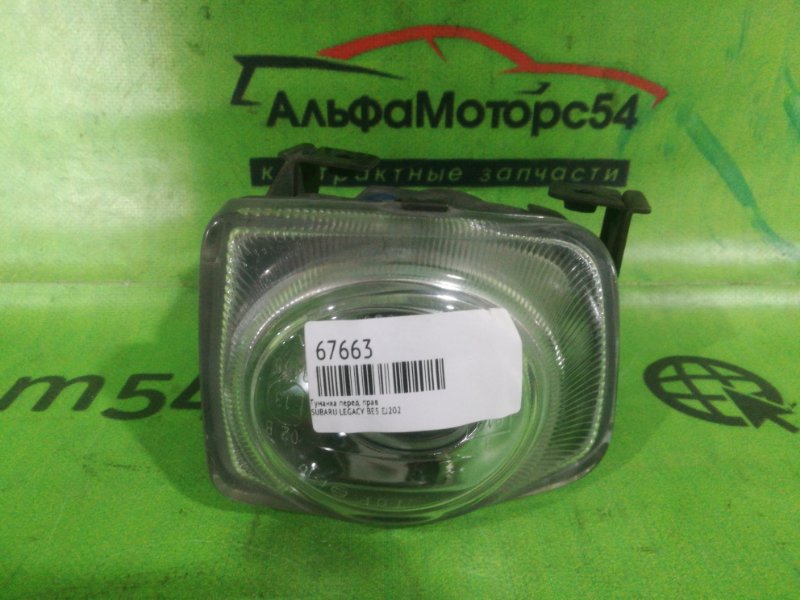 АльфаМоторс54
контрактные запчасти
m54
67663
Туманка перед. прав.
SUBARU LEGACY BE5 EJ202